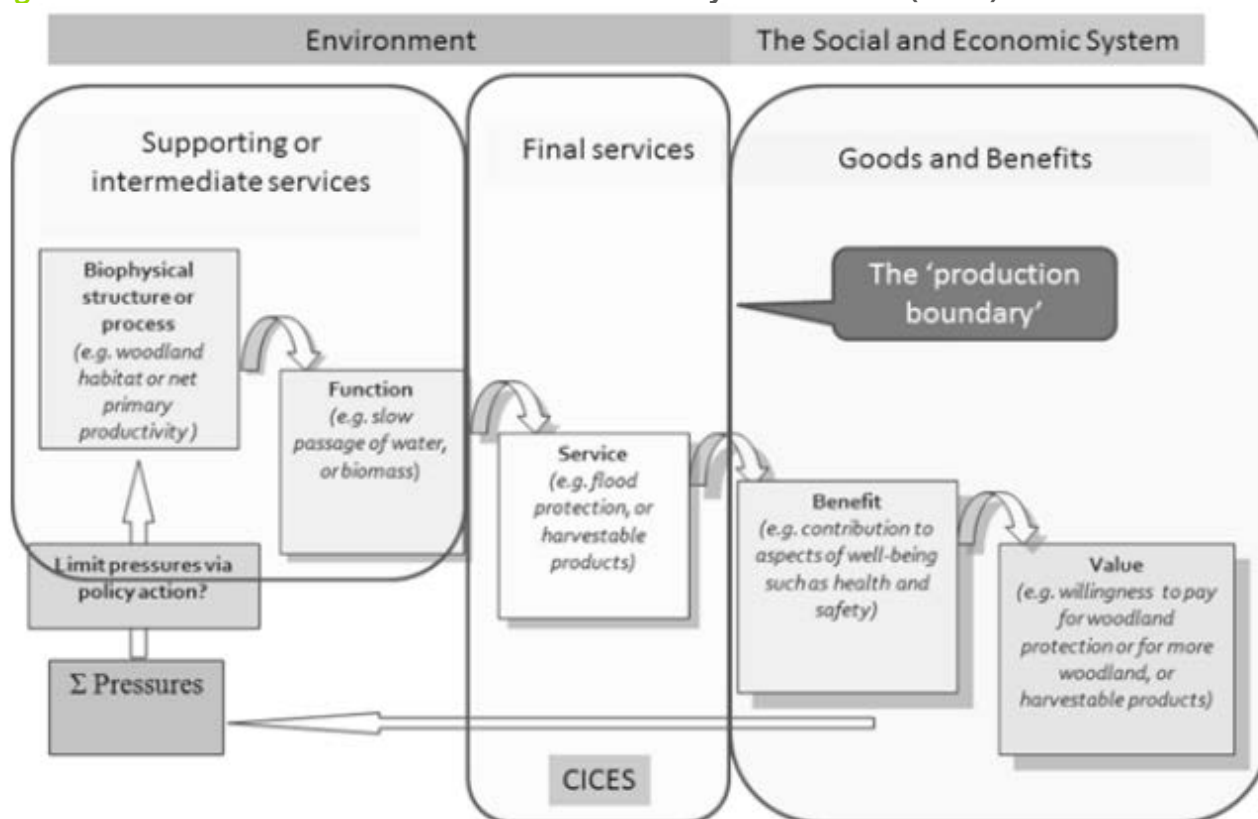 Environment
The Social and Economic System
Supporting or
intermediate services
Final services
Goods and Benefits
The ‘production
boundary’
Biophysical
structure or
process
(e.g. woodland
habitat or net
primary
productivity )
Function
(e.g. slow
passage of water,
or biomass)
Service
(e.g. flood
protection, or
harvestable
products)
Benefit
(e.g. contribution to
aspects of well-being
such as health and
safety)
Value
(e.g. willingness to pay
for woodland
protection or for more
woodland, or
harvestable products)
Limit pressures via
policy action?
Σ Pressures
CICES